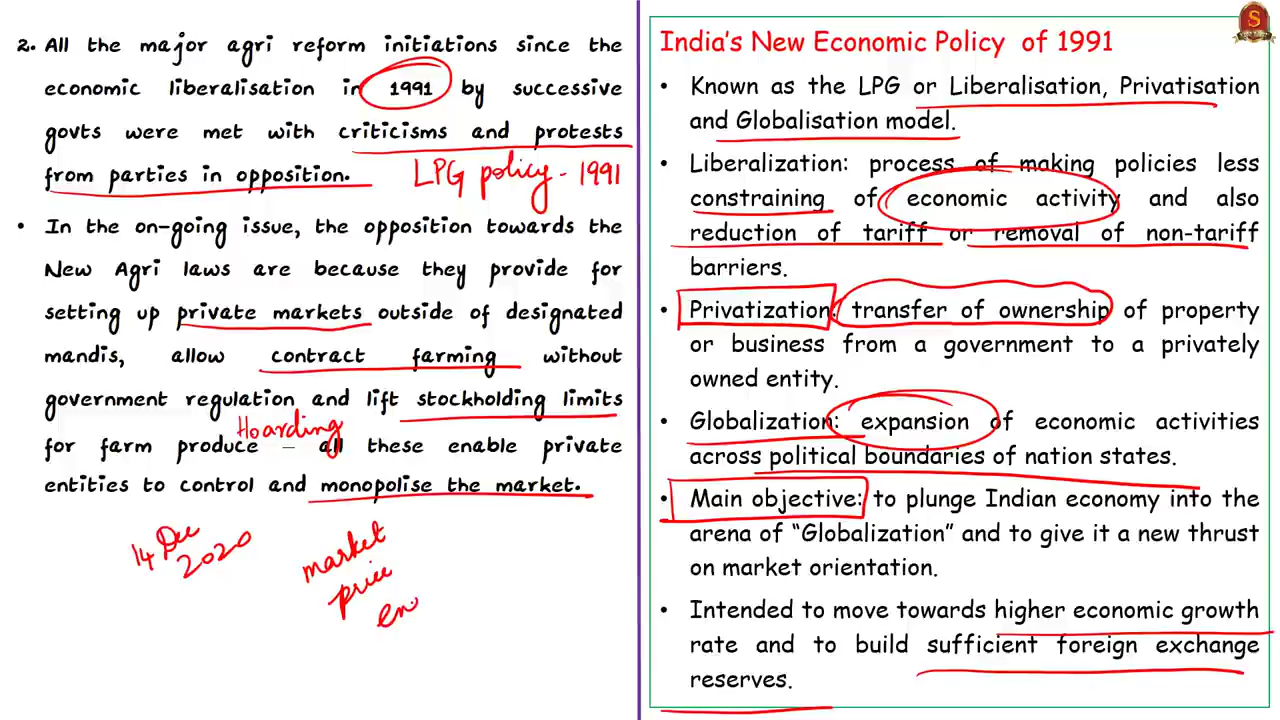 2. All the major agri reform initiations since the
economic liberalisation in 1991 by successive
govts were met with criticisms and protests
from parties in opposition.
LPG policy - 1991
• In the on-going issue, the opposition towards the
New Agri laws are because they provide for
setting up private markets outside of designated
mandis, allow contract farming without
government regulation and lift stockholding limits
Hoarding
for farm produce – all these enable private
entities to control and monopolise the market.
14 Dec
2020
market
price
en
India's New Economic Policy of 1991
• Known as the LPG or Liberalisation, Privatisation
and Globalisation model.
• Liberalization: process of making policies less
constraining of economic activity and also
reduction of tariff or removal of non-tariff
barriers.
• Privatization: transfer of ownership of property
or business from a government to a privately
owned entity.
• Globalization: expansion of economic activities
across political boundaries of nation states.
• Main objective: to plunge Indian economy into the
arena of “Globalization” and to give it a new thrust
on market orientation.
• Intended to move towards higher economic growth
rate and to build sufficient foreign exchange
reserves.
S